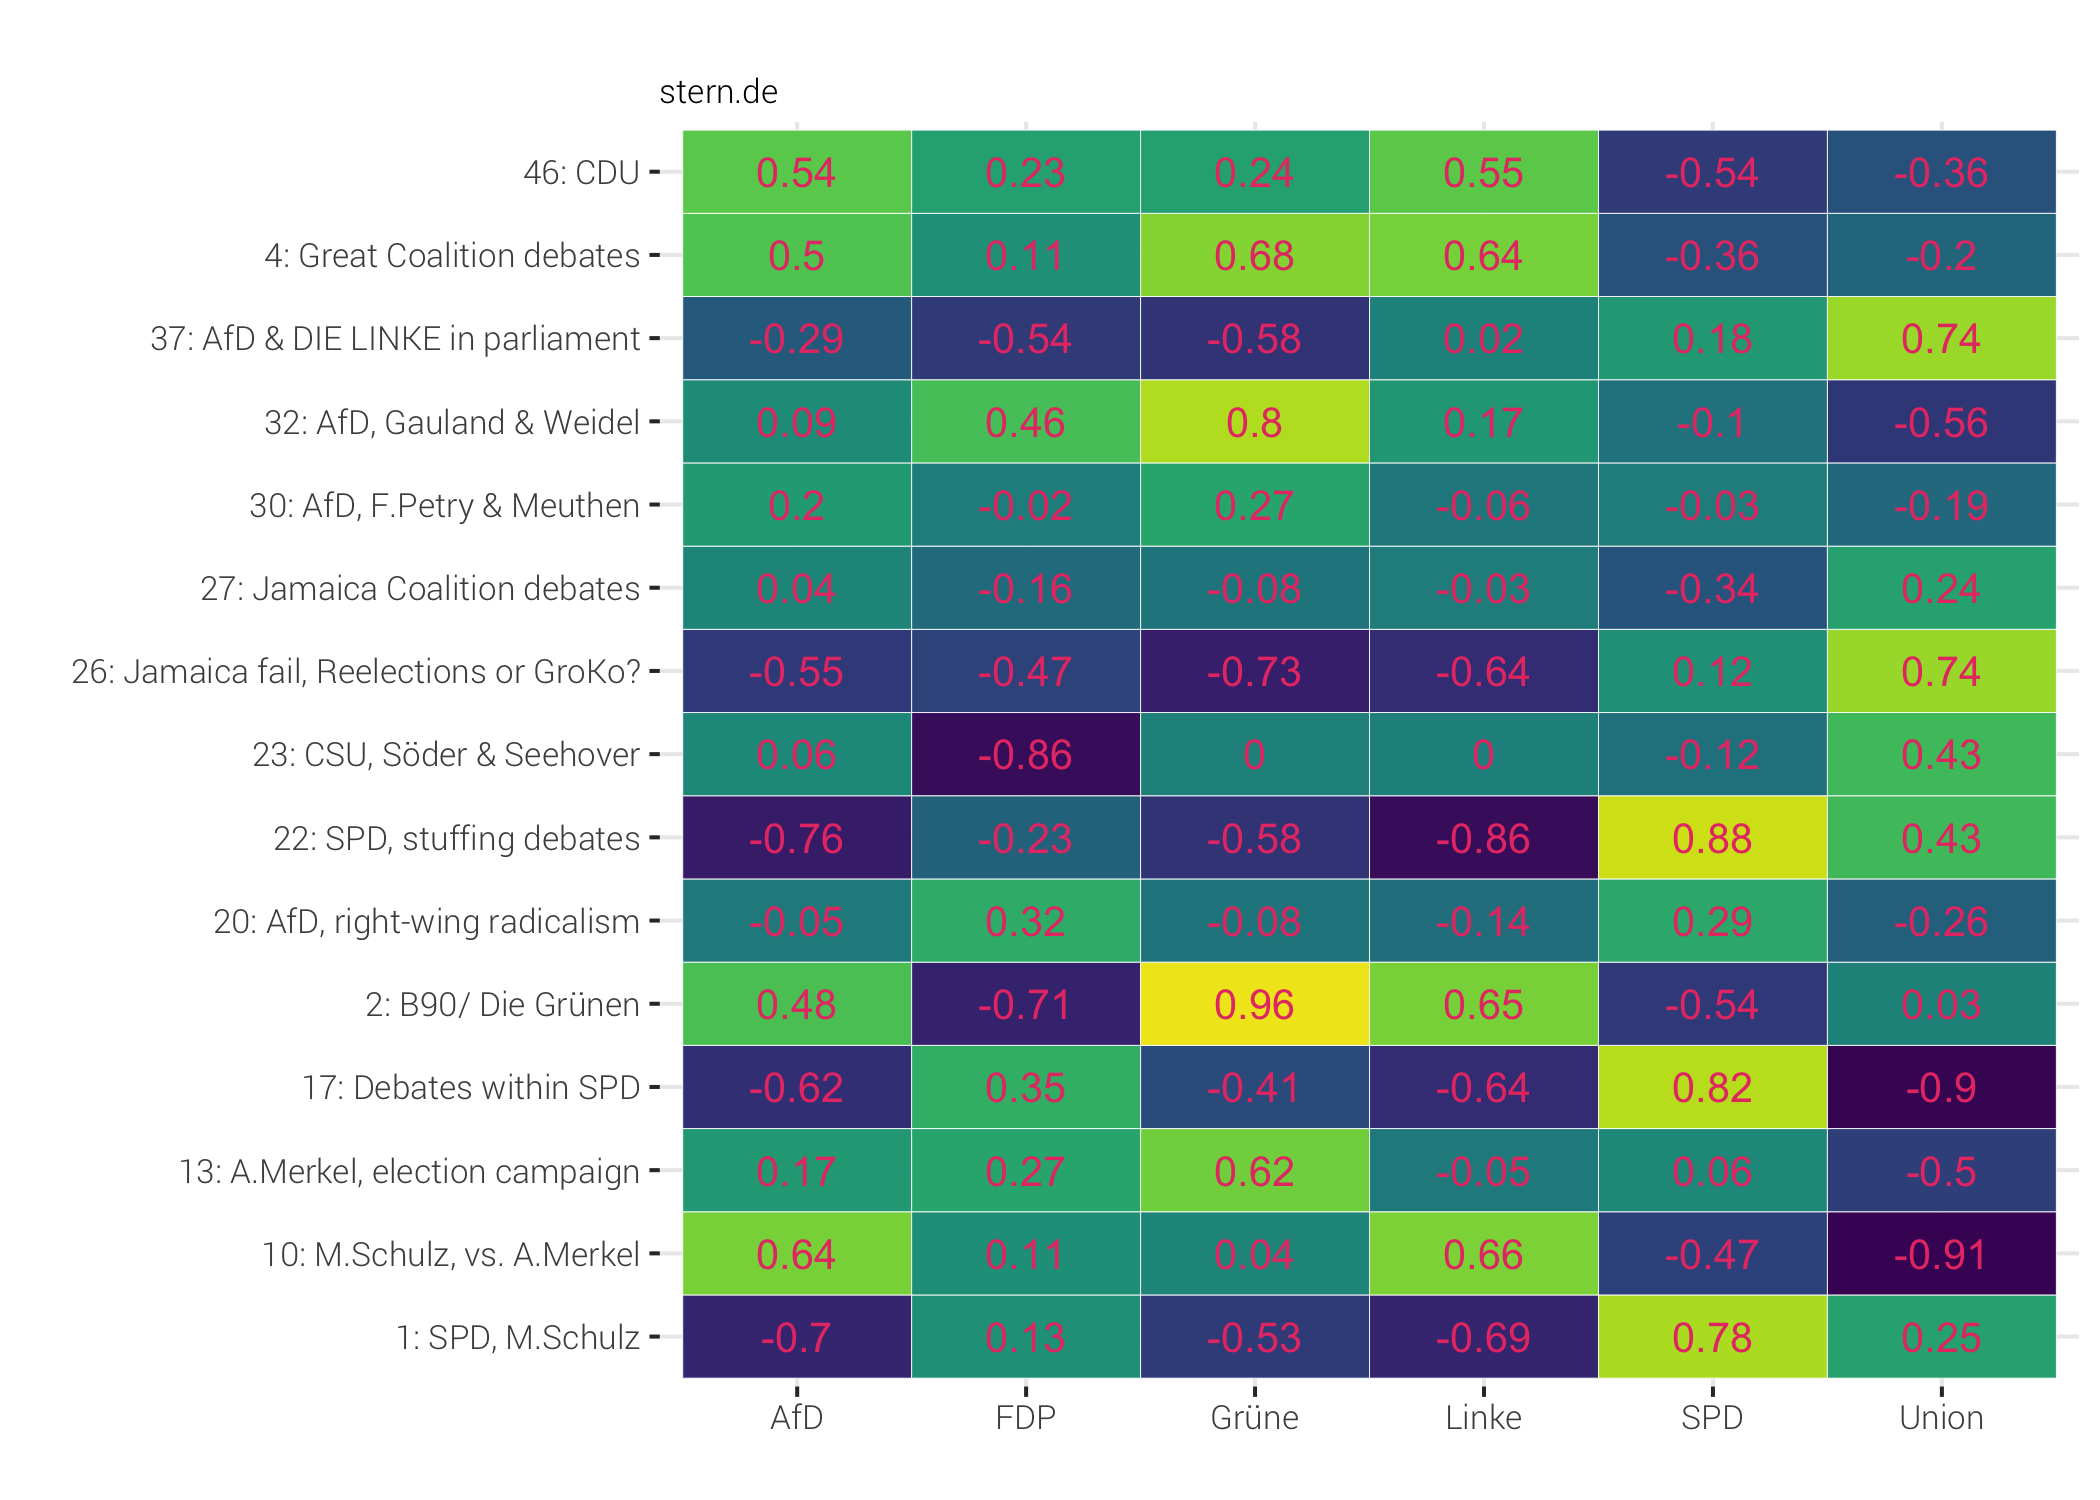 stern.de
46: CDU 0.54 0.23 0.24 0.55 -0.54 -0.36
4: Great Coalition debates 0.5 0.11 0.68 0.64 -0.36 -0.2
37: AfD & DIE LINKE in parliament -0.29 -0.54 -0.58 0.02 0.18 0.74
32: AfD, Gauland & Weidel 0.09 0.46 0.8 0.17 -0.1 -0.56
30: AfD, F.Petry & Meuthen 0.2 -0.02 0.27 -0.06 -0.03 -0.19
27: Jamaica Coalition debates 0.04 -0.16 -0.08 -0.03 -0.34 0.24
26: Jamaica fail, Reelections or GroKo? -0.55 -0.47 -0.73 -0.64 0.12 0.74
23: CSU, Söder & Seehover 0.06 -0.86 0 0 -0.12 0.43
22: SPD, stuffing debates -0.76 -0.23 -0.58 -0.86 0.88 0.43
20: AfD, right-wing radicalism -0.05 0.32 -0.08 -0.14 0.29 -0.26
2: B90/ Die Grünen 0.48 -0.71 0.96 0.65 -0.54 0.03
17: Debates within SPD -0.62 0.35 -0.41 -0.64 0.82 -0.9
13: A.Merkel, election campaign 0.17 0.27 0.62 -0.05 0.06 -0.5
10: M.Schulz, vs. A.Merkel 0.64 0.11 0.04 0.66 -0.47 -0.91
1: SPD, M.Schulz -0.7 0.13 -0.53 -0.69 0.78 0.25
AfD FDP Grüne Linke SPD Union